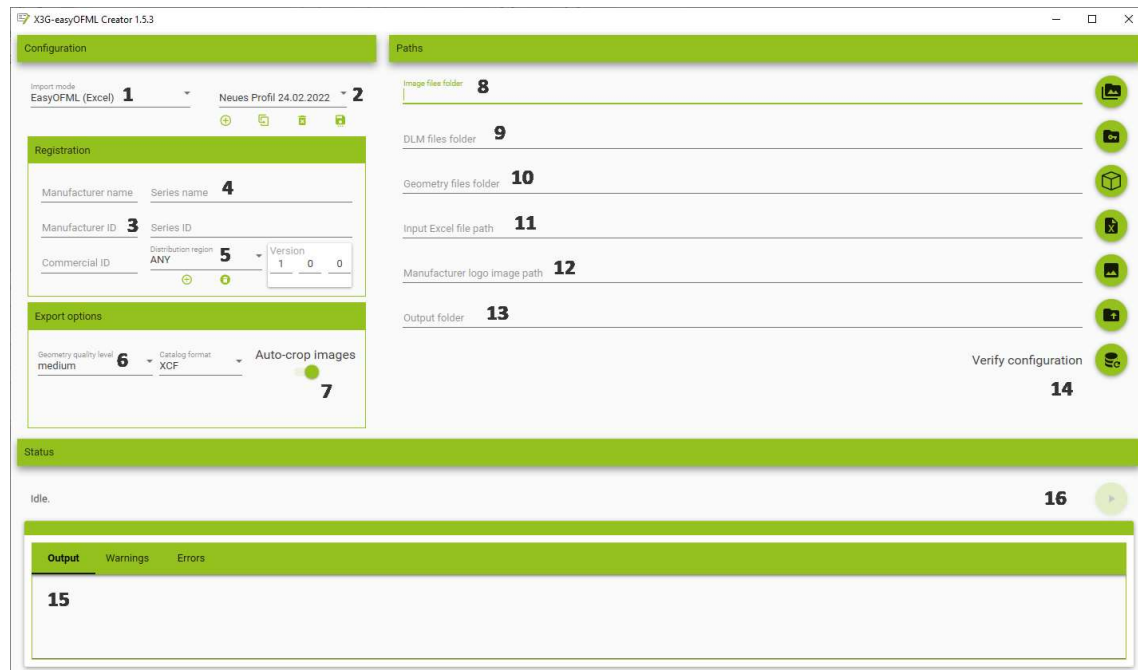 X3G-easyOFML Creator 1.5.3
Configuration
Import mode
EasyOFML (Excel) 1
Neues Profil 24.02.2022 2
Registration
Manufacturer name Series name 4
Manufacturer ID 3 Series ID
Commercial ID
Distribution region
ANY 5
Version
1 0 0
Export options
Geometry quality level
medium 6
Catalog format
XCF
Auto-crop images
7
Paths
Image files folder 8
DLM files folder 9
Geometry files folder 10
Input Excel file path 11
Manufacturer logo image path 12
Output folder 13
Verify configuration
14
Status
Idle. 16
Output Warnings Errors
15